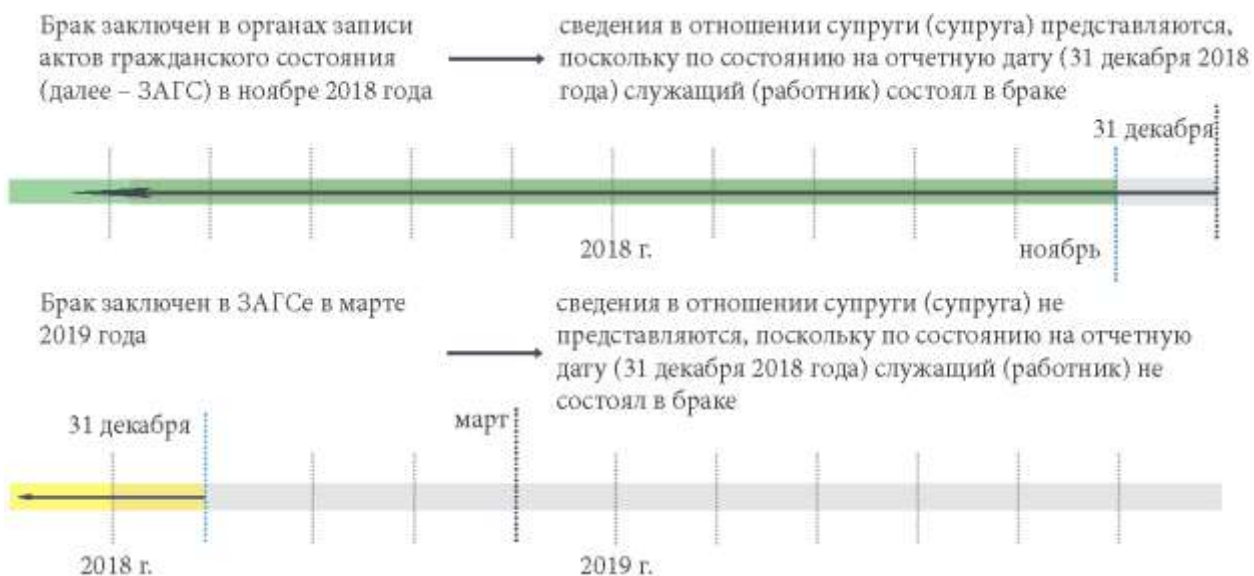 Брак заключен в органах записи
актов гражданского состояния
(далее – ЗАГС) в ноябре 2018 года
сведения в отношении супруги (супруга) представляются,
поскольку по состоянию на отчетную дату (31 декабря 2018
года) служащий (работник) состоял в браке
31 декабря
2018 г.
ноябрь
Брак заключен в ЗАГСе в марте
2019 года
сведения в отношении супруги (супруга) не
представляются, поскольку по состоянию на отчетную
дату (31 декабря 2018 года) служащий (работник) не
состоял в браке
31 декабря
март
2018 г.
2019 г.